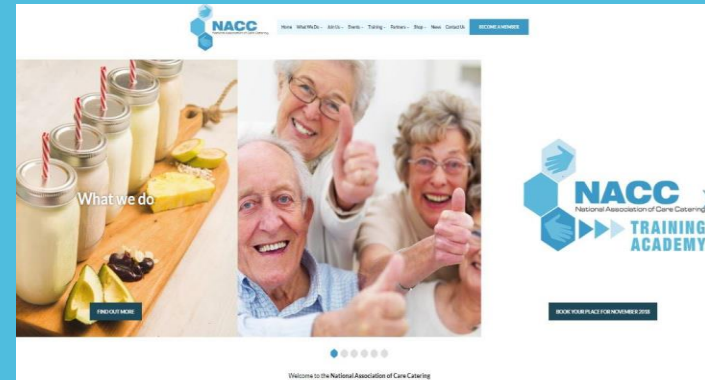 NACC
National Association of Care Catering
Home What We Do Join Us Events Training Partners Shop News Contact Us BECOME A MEMBER
What we do
FIND OUT MORE
NACC
National Association of Care Catering
TRAINING
ACADEMY
BOOK YOUR PLACE FOR NOVEMBER 2018
Welcome to the National Association of Care Catering